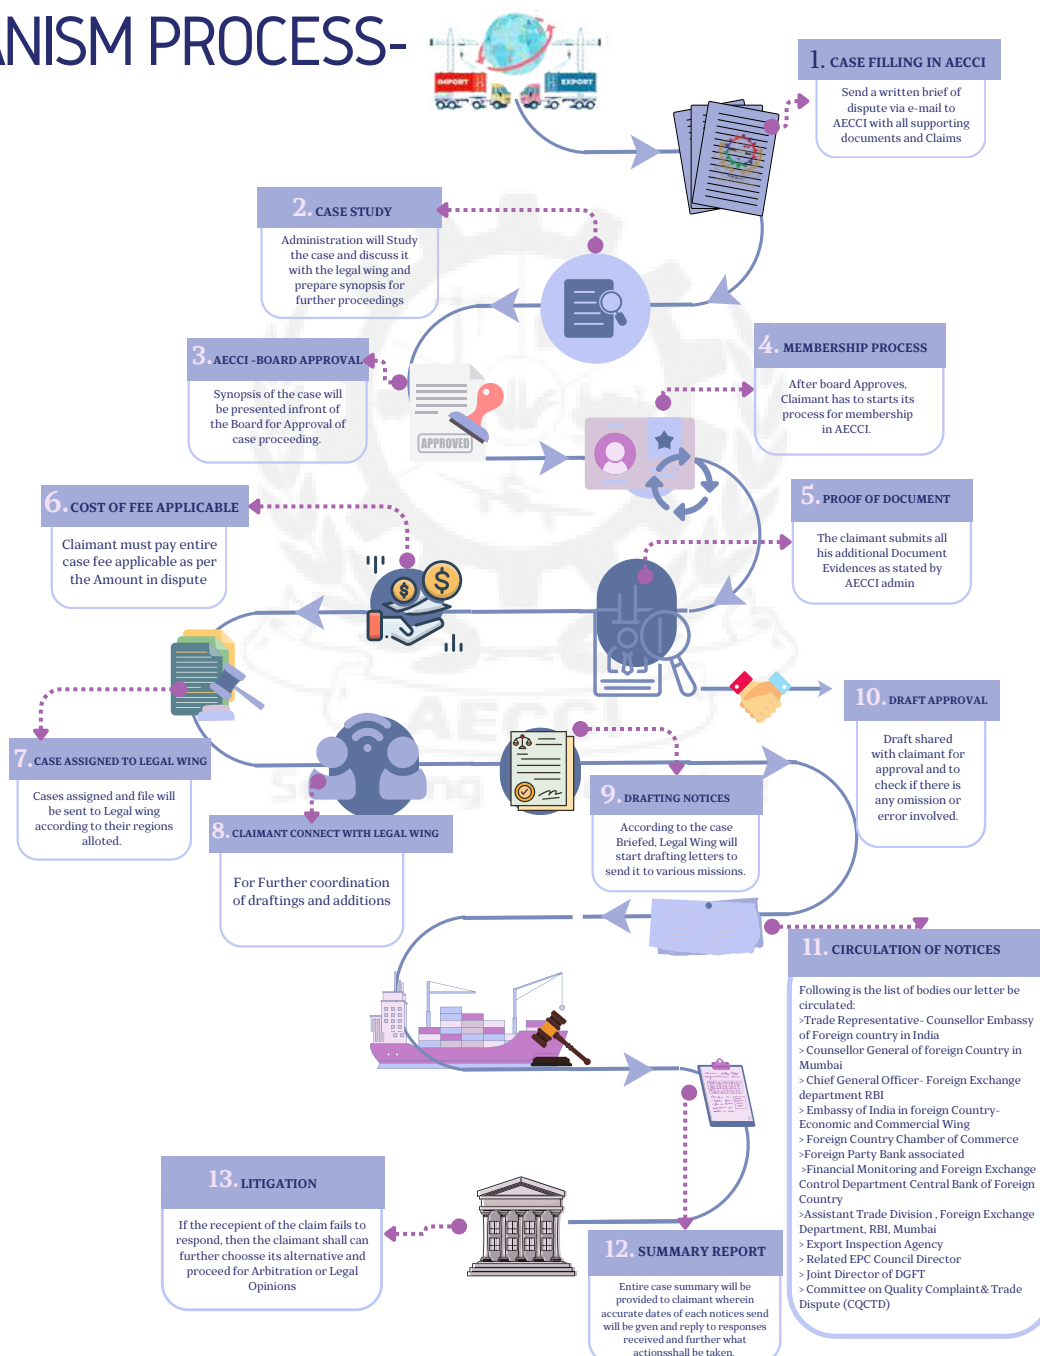 ANISM PROCESS-
IMPORT
EXPORT
1. CASE FILLING IN AECCI
Send a written brief of
dispute via e-mail to
AECCI with all supporting
documents and Claims
2. CASE STUDY
Administration will Study
the case and discuss it
with the legal wing and
prepare synopsis for
further proceedings
3. AECCI -BOARD APPROVAL
Synopsis of the case will
be presented infront of
the Board for Approval of
case proceeding.
APPROVED
4. MEMBERSHIP PROCESS
After board Approves,
Claimant has to starts its
process for membership
in AECCI.
5. PROOF OF DOCUMENT
The claimant submits all
his additional Document
Evidences as stated by
AECCI admin
6. COST OF FEE APPLICABLE
Claimant must pay entire
case fee applicable as per
the Amount in dispute
7. CASE ASSIGNED TO LEGAL WING
Cases assigned and file will
be sent to Legal wing
according to their regions
alloted.
8. CLAIMANT CONNECT WITH LEGAL WING
For Further coordination
of draftings and additions
9. DRAFTING NOTICES
According to the case
Briefed, Legal Wing will
start drafting letters to
send it to various missions.
10. DRAFT APPROVAL
Draft shared
with claimant for
approval and to
check if there is
any omission or
error involved.
AECCI
11. CIRCULATION OF NOTICES
Following is the list of bodies our letter be
circulated:
>Trade Representative- Counsellor Embassy
of Foreign country in India
> Counsellor General of foreign Country in
Mumbai
> Chief General Officer- Foreign Exchange
department RBI
> Embassy of India in foreign Country-
Economic and Commercial Wing
> Foreign Country Chamber of Commerce
>Foreign Party Bank associated
>Financial Monitoring and Foreign Exchange
Control Department Central Bank of Foreign
Country
>Assistant Trade Division , Foreign Exchange
Department, RBI, Mumbai
> Export Inspection Agency
> Related EPC Council Director
> Joint Director of DGFT
> Committee on Quality Complaint& Trade
Dispute (CQCTD)
12. SUMMARY REPORT
Entire case summary will be
provided to claimant wherein
accurate dates of each notices send
will be gven and reply to responses
received and further what
actionsshall be taken.
13. LITIGATION
If the recepient of the claim fails to
respond, then the claimant shall can
further choosse its alternative and
proceed for Arbitration or Legal
Opinions